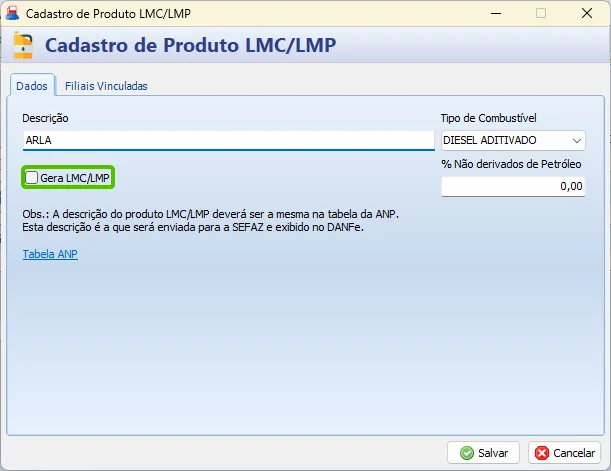 Cadastro de Produto LMC/LMP
Cadastro de Produto LMC/LMP
Dados
Filiais Vinculadas
Descrição
Tipo de Combustível
ARLA
DIESEL ADITIVADO
% Não derivados de Petróleo
Gera LMC/LMP
0,00
Obs.: A descrição do produto LMC/LMP deverá ser a mesma na tabela da ANP.
Esta descrição é a que será enviada para a SEFAZ e exibido no DANFe.
Tabela ANP
Salvar
Cancelar